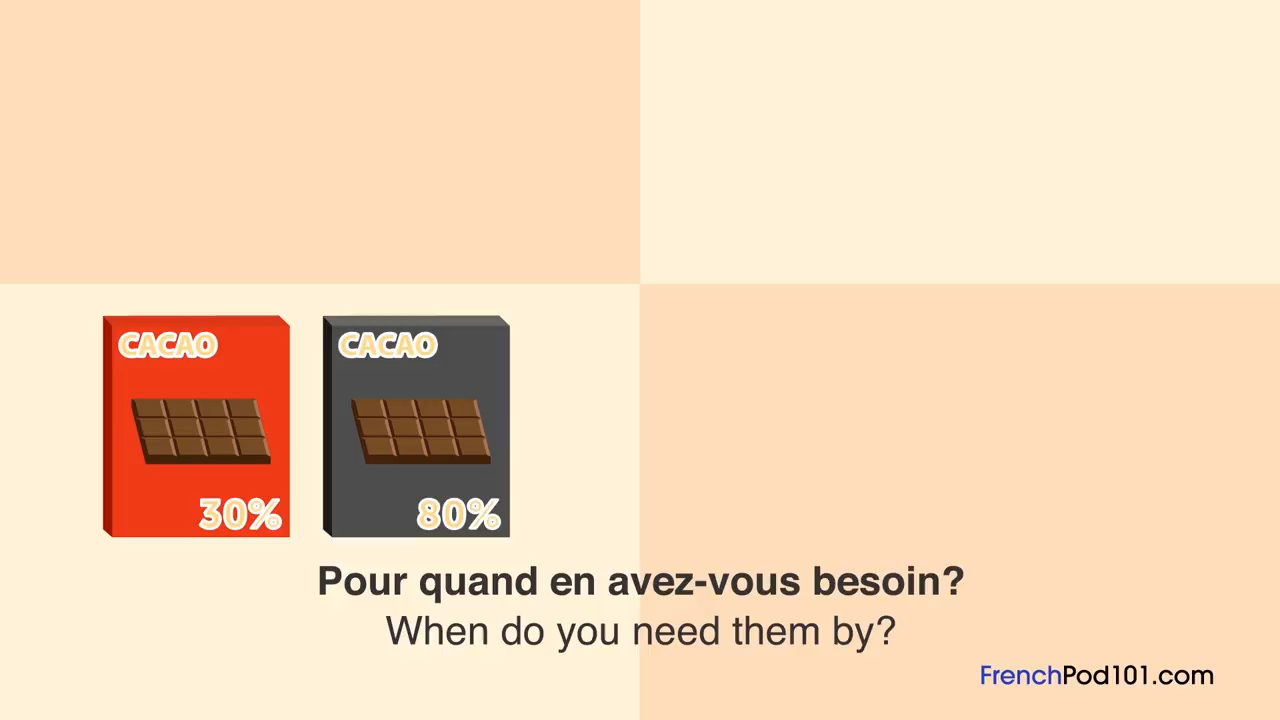 CACAO
30%
CACAO
80%
Pour quand en avez-vous besoin?
When do you need them by?
FrenchPod101.com